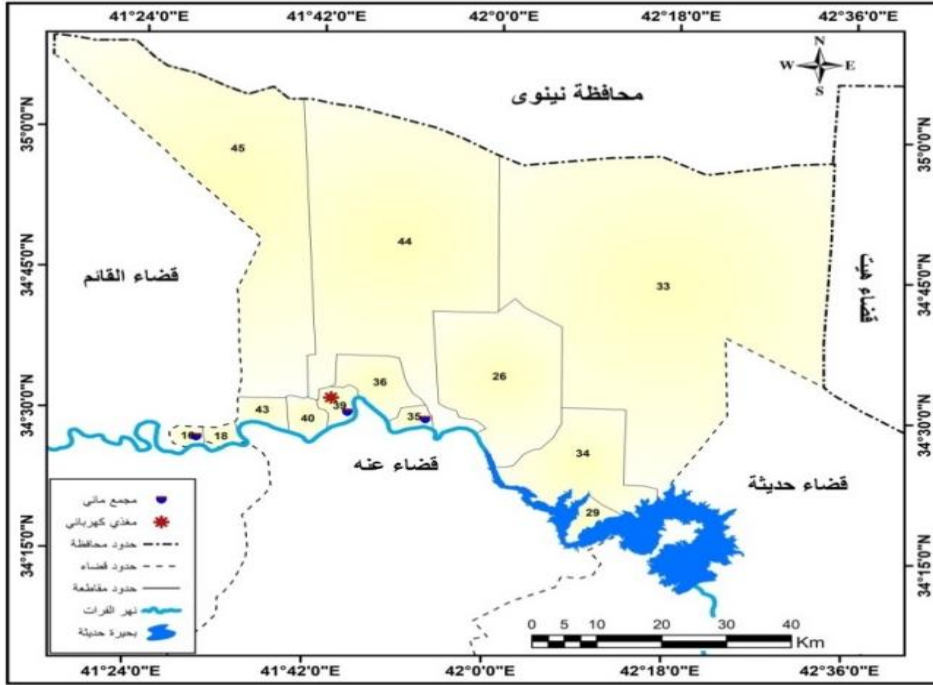 41°24'0"E 41°42'0"E 42°0'0"E 42°18'0"E 42°36'0"E
N
W E
S
محافظة نينوى
35°0'0"N
35°0'0"N
45
44
33
34°45'0"N
34°45'0"N
قضاء القائم
قضاء هيت
26
36
34°30'0"N
34°30'0"N
43
40
39
35
18
قضاء عنه
34
قضاء حديثة
29
34°15'0"N
34°15'0"N
مجمع مائي
مغذي كهربائي
حدود محافظة
حدود قضاء
حدود مقاطعة
نهر الفرات
بحيرة حديثة
0 5 10 20 30 40
Km
41°24'0"E 41°42'0"E 42°0'0"E 42°18'0"E 42°36'0"E